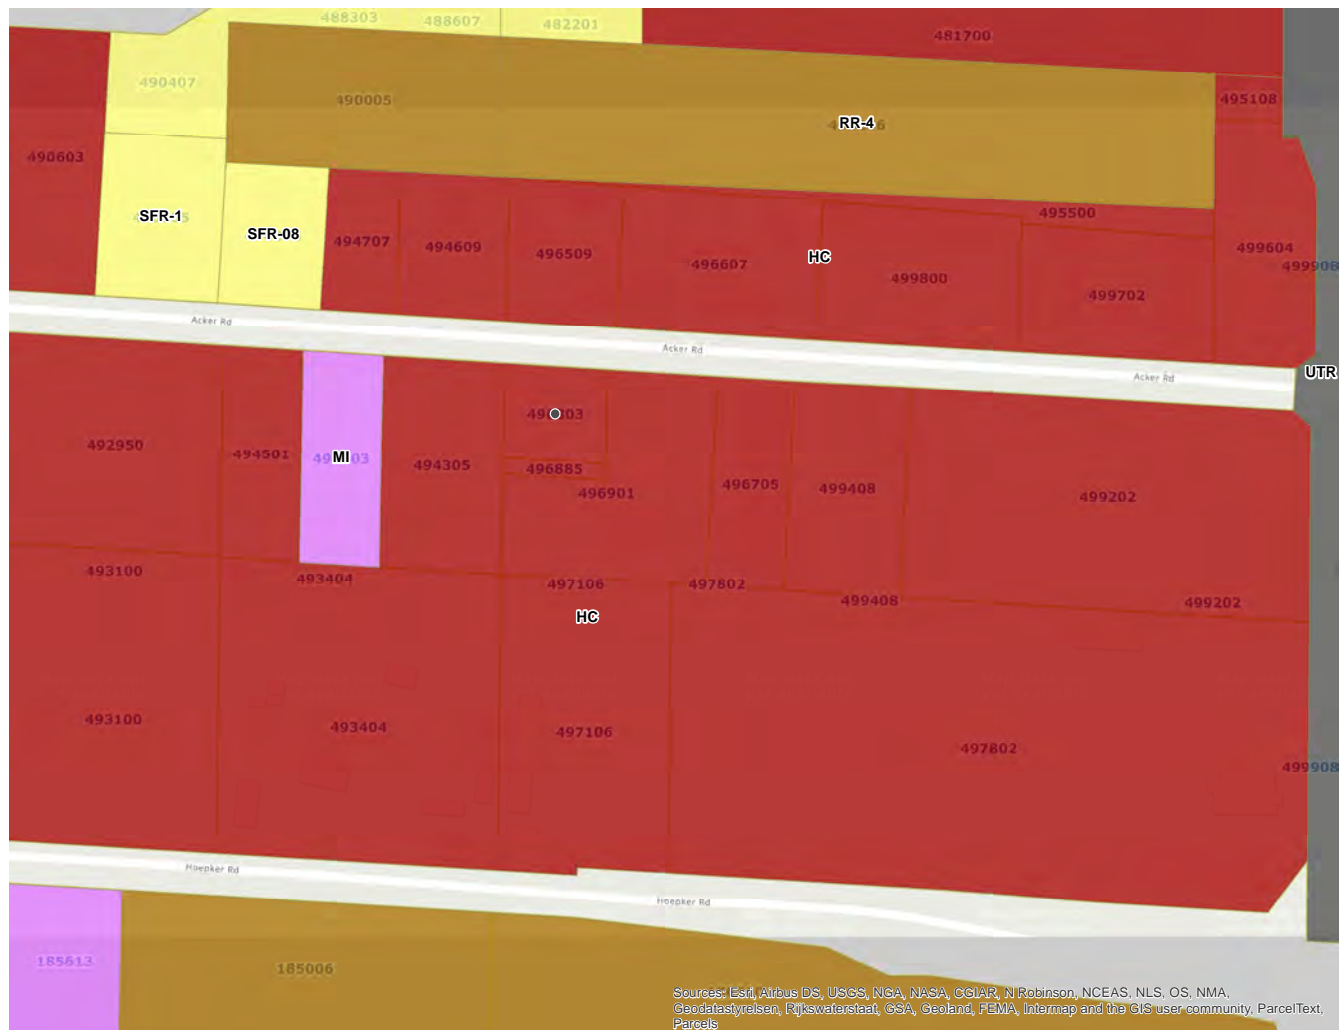 488303
488607
482201
481700
490407
490005
495108
RR-4
490603
SFR-1
SFR-08
494707
494609
496509
496607
HC
499800
495500
499702
499604
499908
Acker Rd
Acker Rd
Acker Rd
UTR
492950
494501
MI
494305
496885
496901
496705
499408
499202
493100
493404
497106
497802
499408
499202
HC
493100
493404
497106
497802
499908
Hoepker Rd
Hoepker Rd
185613
185006
Sources: Esri, Airbus DS, USGS, NGA, NASA, CGIAR, N Robinson, NCEAS, NLS, OS, NMA,
Geodatastyrelsen, Rijkswaterstaat, GSA, Geoland, FEMA, Intermap and the GIS user community, ParcelText,
Parcels